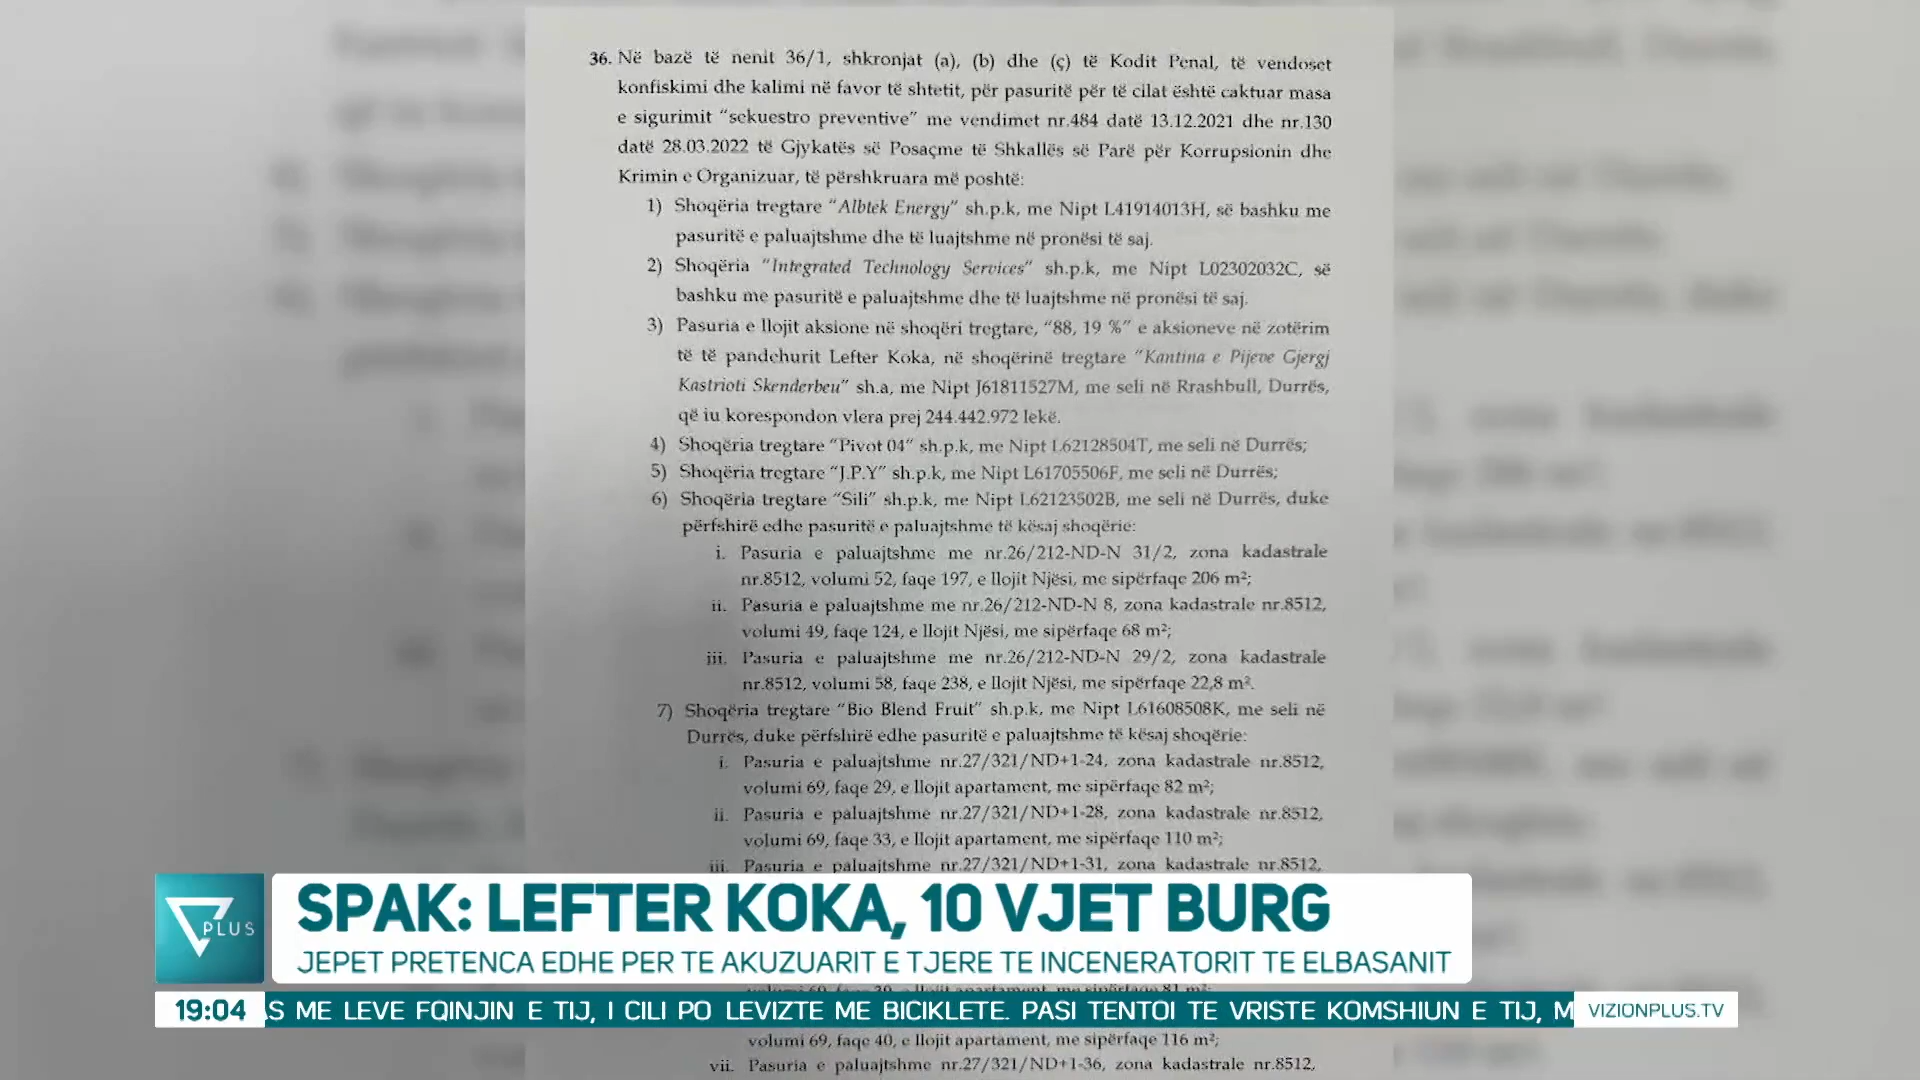 36. Në bazë të nenit 36/1, shkronjat (a), (b) dhe (ç) të Kodit Penal, të vendoset
konfiskimi dhe kalimi në favor të shtetit, për pasuritë për të cilat është caktuar masa
e sigurimit “sekuestro preventive” me vendimet nr.484 datë 13.12.2021 dhe nr.130
datë 28.03.2022 të Gjykatës së Posaçme të Shkallës së Parë për Korrupsionin dhe
Krimin e Organizuar, të përshkruara më poshtë:
1) Shoqëria tregtare “Albtek Energy” sh.p.k, me Nipt L41914013H, së bashku me
pasuritë e paluajtshme dhe të luajtshme në pronësi të saj.
2) Shoqëria “Integrated Technology Services” sh.p.k, me Nipt L02302032C, së
bashku me pasuritë e paluajtshme dhe të luajtshme në pronësi të saj.
3) Pasuria e llojit aksione në shoqëri tregtare, “88, 19 %” e aksioneve në zotërim
të të pandehurit Lefter Koka, në shoqërinë tregtare “Kantina e Pijeve Gjergj
Kastrioti Skenderbeu” sh.a, me Nipt J61811527M, me seli në Rrashbull, Durrës,
që iu korespondon vlera prej 244.442.972 lekë.
4) Shoqëria tregtare “Pivot 04” sh.p.k, me Nipt L62128504T, me seli në Durrës;
5) Shoqëria tregtare “J.P.Y” sh.p.k, me Nipt L61705506F, me seli në Durrës;
6) Shoqëria tregtare “Sili” sh.p.k, me Nipt L62123502B, me seli në Durrës, duke
përfshirë edhe pasuritë e paluajtshme të kësaj shoqërie:
i. Pasuria e paluajtshme me nr.26/212-ND-N 31/2, zona kadastrale
nr.8512, volumi 52, faqe 197, e llojit Njësi, me sipërfaqe 206 m²;
ii. Pasuria e paluajtshme me nr.26/212-ND-N 8, zona kadastrale nr.8512,
volumi 49, faqe 124, e llojit Njësi, me sipërfaqe 68 m²;
iii. Pasuria e paluajtshme me nr.26/212-ND-N 29/2, zona kadastrale
nr.8512, volumi 58, faqe 238, e llojit Njësi, me sipërfaqe 22,8 m².
7) Shoqëria tregtare “Bio Blend Fruit” sh.p.k, me Nipt L61608508K, me seli në
Durrës, duke përfshirë edhe pasuritë e paluajtshme të kësaj shoqërie:
i. Pasuria e paluajtshme nr.27/321/ND+1-24, zona kadastrale nr.8512,
volumi 69, faqe 29, e llojit apartament, me sipërfaqe 82 m²;
ii. Pasuria e paluajtshme nr.27/321/ND+1-28, zona kadastrale nr.8512,
volumi 69, faqe 33, e llojit apartament, me sipërfaqe 110 m²;
iii. Pasuria e paluajtshme nr.27/321/ND+1-31, zona kadastrale nr.8512,
PLUS
SPAK: LEFTER KOKA, 10 VJET BURG
JEPET PRETENCA EDHE PER TE AKUZUARIT E TJERE TE INCENERATORIT TE ELBASANIT
19:04 AS ME LEVE FQINJIN E TIJ, I CILI PO LEVIZTE ME BICIKLETE. PASI TENTOI TE VRISTE KOMSHIUN E TIJ, M VIZIONPLUS.TV
volumi 69, faqe 40, e llojit apartament, me sipërfaqe 116 m²;
vii. Pasuria e paluajtshme nr.27/321/ND+1-36, zona kadastrale nr.8512,